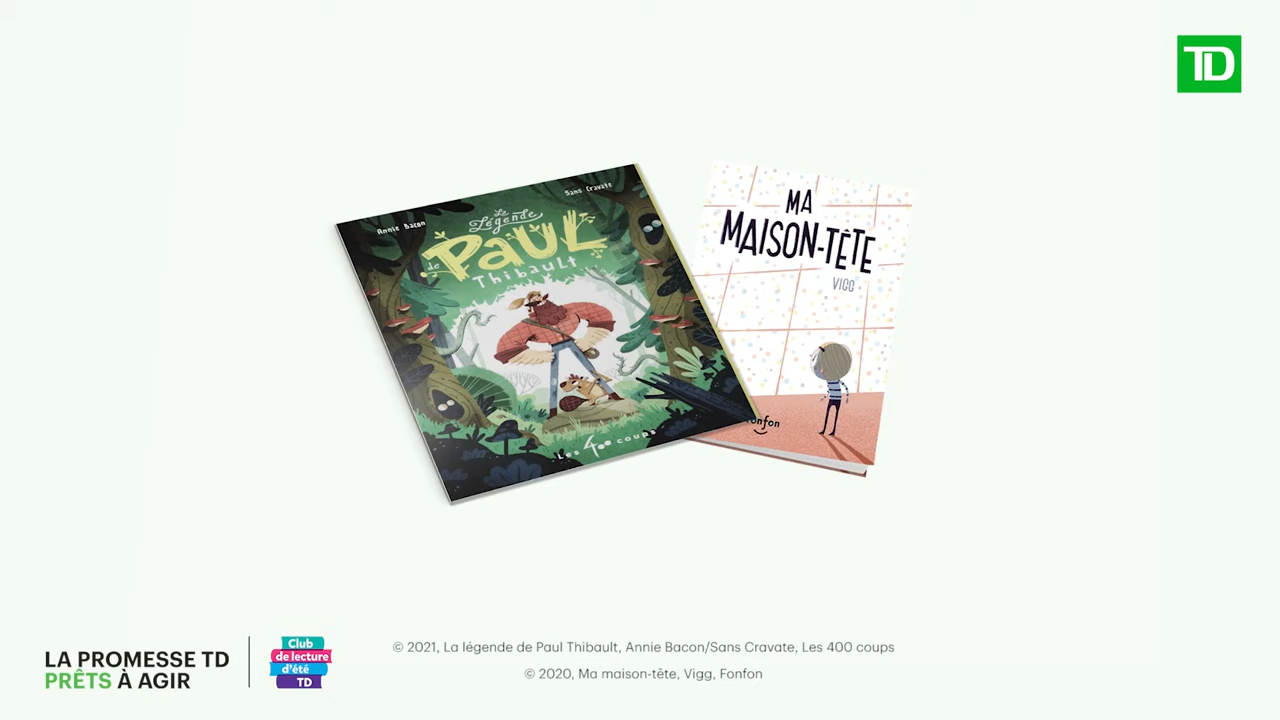 TD
Annie Bacon
Sans Cravate
La
Légende
de PAUL
Thibault
Les 400 coups
MA
MAISON-TÊTE
VIGG
fonfon
LA PROMESSE TD
PRÊTS À AGIR
Club
de lecture
d'été
TD
© 2021, La légende de Paul Thibault, Annie Bacon/Sans Cravate, Les 400 coups
© 2020, Ma maison-tête, Vigg, Fonfon